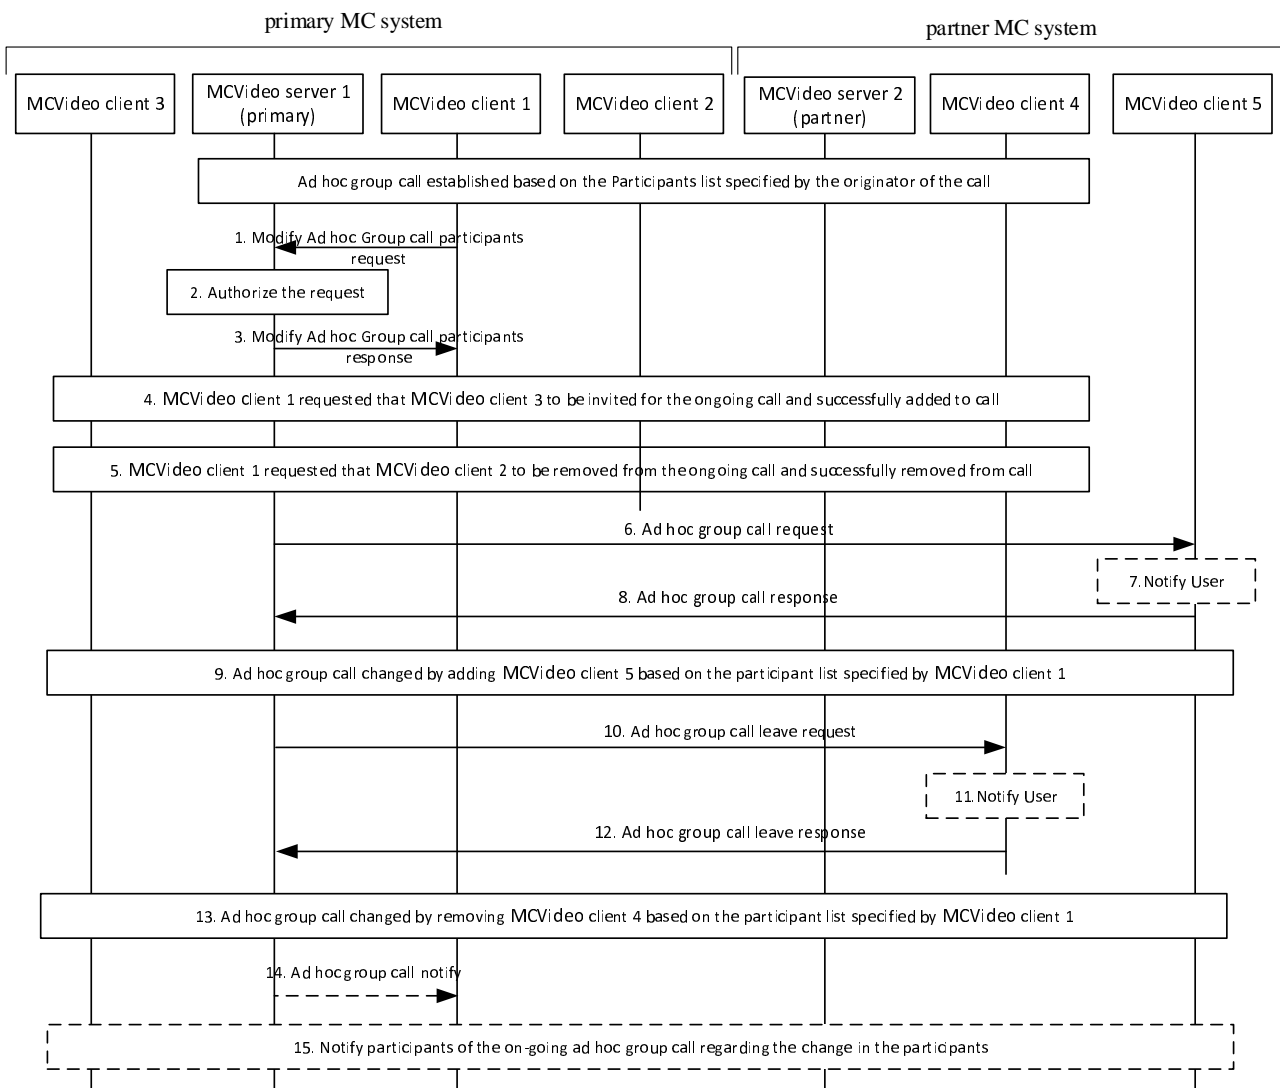 primary MC system
partner MC system
MCVideo client 3
MCVideo server 1
(primary)
MCVideo client 1
MCVideo client 2
MCVideo server 2
(partner)
MCVideo client 4
MCVideo client 5
Ad hoc group call established based on the Participants list specified by the originator of the call
1. Modify Ad hoc Group call participants
request
2. Authorize the request
3. Modify Ad hoc Group call participants
response
4. MCVideo client 1 requested that MCVideo client 3 to be invited for the ongoing call and successfully added to call
5. MCVideo client 1 requested that MCVideo client 2 to be removed from the ongoing call and successfully removed from call
6. Ad hoc group call request
7. Notify User
8. Ad hoc group call response
9. Ad hoc group call changed by adding MCVideo client 5 based on the participant list specified by MCVideo client 1
10. Ad hoc group call leave request
11. Notify User
12. Ad hoc group call leave response
13. Ad hoc group call changed by removing MCVideo client 4 based on the participant list specified by MCVideo client 1
14. Ad hoc group call notify
15. Notify participants of the on-going ad hoc group call regarding the change in the participants